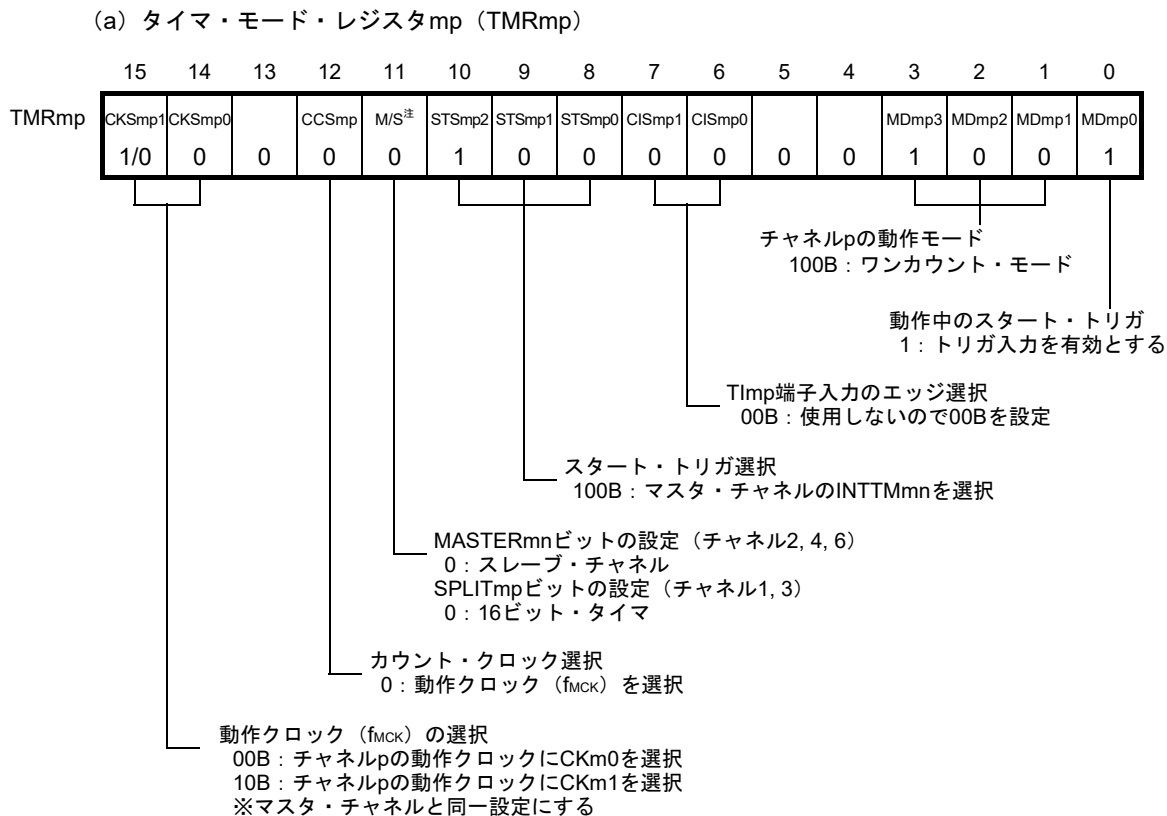 （a）タイマ・モード・レジスタmp（TMRmp）
15 14 13 12 11 10 9 8 7 6 5 4 3 2 1 0
TMRmp CKSmp1 CKSmp0 CCSmp M/S注 STSmp2 STSmp1 STSmp0 CISmp1 CISmp0 MDmp3 MDmp2 MDmp1 MDmp0
1/0 0 0 0 0 1 0 0 0 0 0 0 1 0 0 1
チャネルpの動作モード
100B：ワンカウント・モード
動作中のスタート・トリガ
1：トリガ入力を有効とする
TImp端子入力のエッジ選択
00B：使用しないので00Bを設定
スタート・トリガ選択
100B：マスタ・チャネルのINTTMmnを選択
MASTERmnビットの設定（チャネル2, 4, 6）
0：スレーブ・チャネル
SPLITmpビットの設定（チャネル1, 3）
0：16ビット・タイマ
カウント・クロック選択
0：動作クロック（fMCK）を選択
動作クロック（fMCK）の選択
00B：チャネルpの動作クロックにCKm0を選択
10B：チャネルpの動作クロックにCKm1を選択
※マスタ・チャネルと同一設定にする